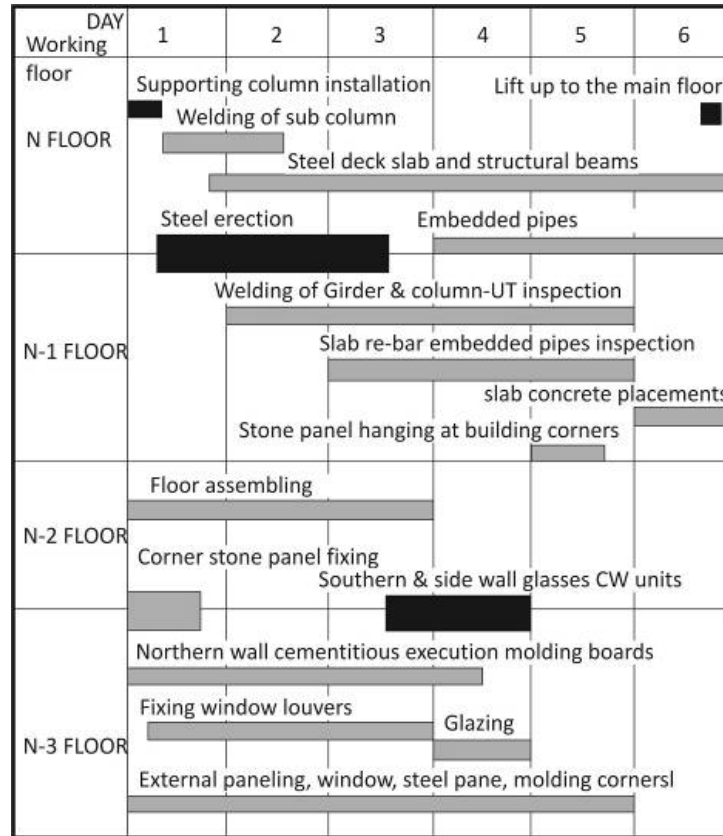 DAY
Working
floor
1 2 3 4 5 6
Supporting column installation
Lift up to the main floor
Welding of sub column
N FLOOR
Steel deck slab and structural beams
Steel erection
Embedded pipes
Welding of Girder & column-UT inspection
N-1 FLOOR
Slab re-bar embedded pipes inspection
slab concrete placements
Stone panel hanging at building corners
Floor assembling
N-2 FLOOR
Corner stone panel fixing
Southern & side wall glasses CW units
Northern wall cementitious execution molding boards
Fixing window louvers
Glazing
N-3 FLOOR
External paneling, window, steel pane, molding cornersl